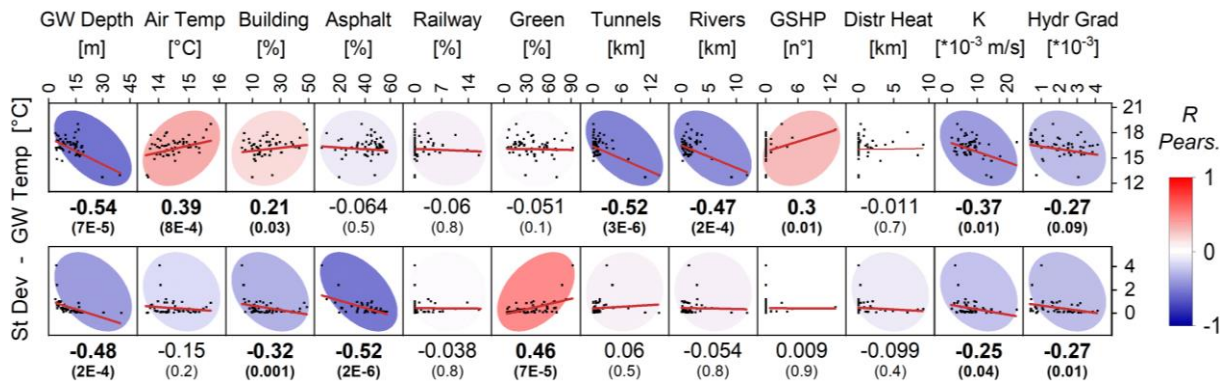 GW Depth Air Temp Building Asphalt Railway Green Tunnels Rivers GSHP Distr Heat K Hydr Grad
[m] [°C] [%] [%] [%] [%] [km] [km] [n°] [km] [*10⁻³ m/s] [*10⁻³]
0 15 30 45 14 15 16 10 30 50 20 40 60 0 7 14 0 30 60 90 0 6 12 0 5 10 0 6 12 0 5 10 0 10 20 1 2 3 4
GW Temp [°C]
21
18
15
12
-0.54 0.39 0.21 -0.064 -0.06 -0.051 -0.52 -0.47 0.3 -0.011 -0.37 -0.27
(7E-5) (8E-4) (0.03) (0.5) (0.8) (0.1) (3E-6) (2E-4) (0.01) (0.7) (0.01) (0.09)
St Dev -
4
2
0
-0.48 -0.15 -0.32 -0.52 -0.038 0.46 0.06 -0.054 0.009 -0.099 -0.25 -0.27
(2E-4) (0.2) (0.001) (2E-6) (0.8) (7E-5) (0.5) (0.8) (0.9) (0.4) (0.04) (0.01)
R
Pears.
1
0
-1